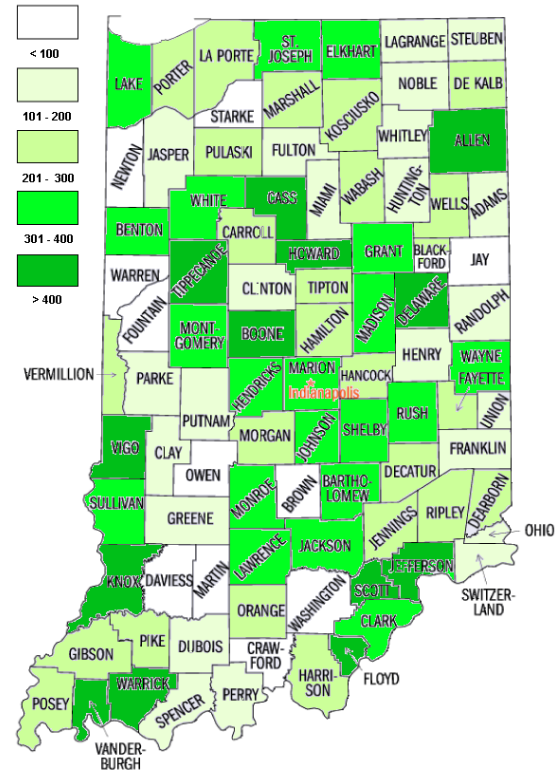 < 100
101 - 200
201 - 300
301 - 400
> 400
LAKE
PORTER
LA PORTE
ST.
JOSEPH
ELKHART
LAGRANGE
STEUBEN
NOBLE
DE KALB
STARKE
MARSHALL
KOSCIUSKO
WHITLEY
ALLEN
NEWTON
JASPER
PULASKI
FULTON
MIAMI
WABASH
HUNTING-
TON
WELLS
ADAMS
BENTON
WHITE
CASS
CARROLL
HOWARD
GRANT
BLACK-
FORD
JAY
WARREN
TIPPECANOE
CLINTON
TIPTON
MADISON
DELAWARE
RANDOLPH
FOUNTAIN
MONT-
GOMERY
BOONE
HAMILTON
HENRY
WAYNE
FAYETTE
VERMILLION
PARKE
PUTNAM
HENDRICKS
MARION
Indianapolis
HANCOCK
RUSH
UNION
VIGO
CLAY
OWEN
MORGAN
JOHNSON
SHELBY
FRANKLIN
DECATUR
SULLIVAN
GREENE
MONROE
BROWN
BARTHO-
LOMEW
JENNINGS
RIPLEY
DEARBORN
OHIO
KNOX
DAVIESS
MARTIN
LAWRENCE
JACKSON
JEFFERSON
SWITZER-
LAND
SCOTT
WASHINGTON
CLARK
ORANGE
GIBSON
PIKE
DUBOIS
CRAW-
FORD
HARRI-
SON
FLOYD
POSEY
WARRICK
SPENCER
PERRY
VANDER-
BURGH